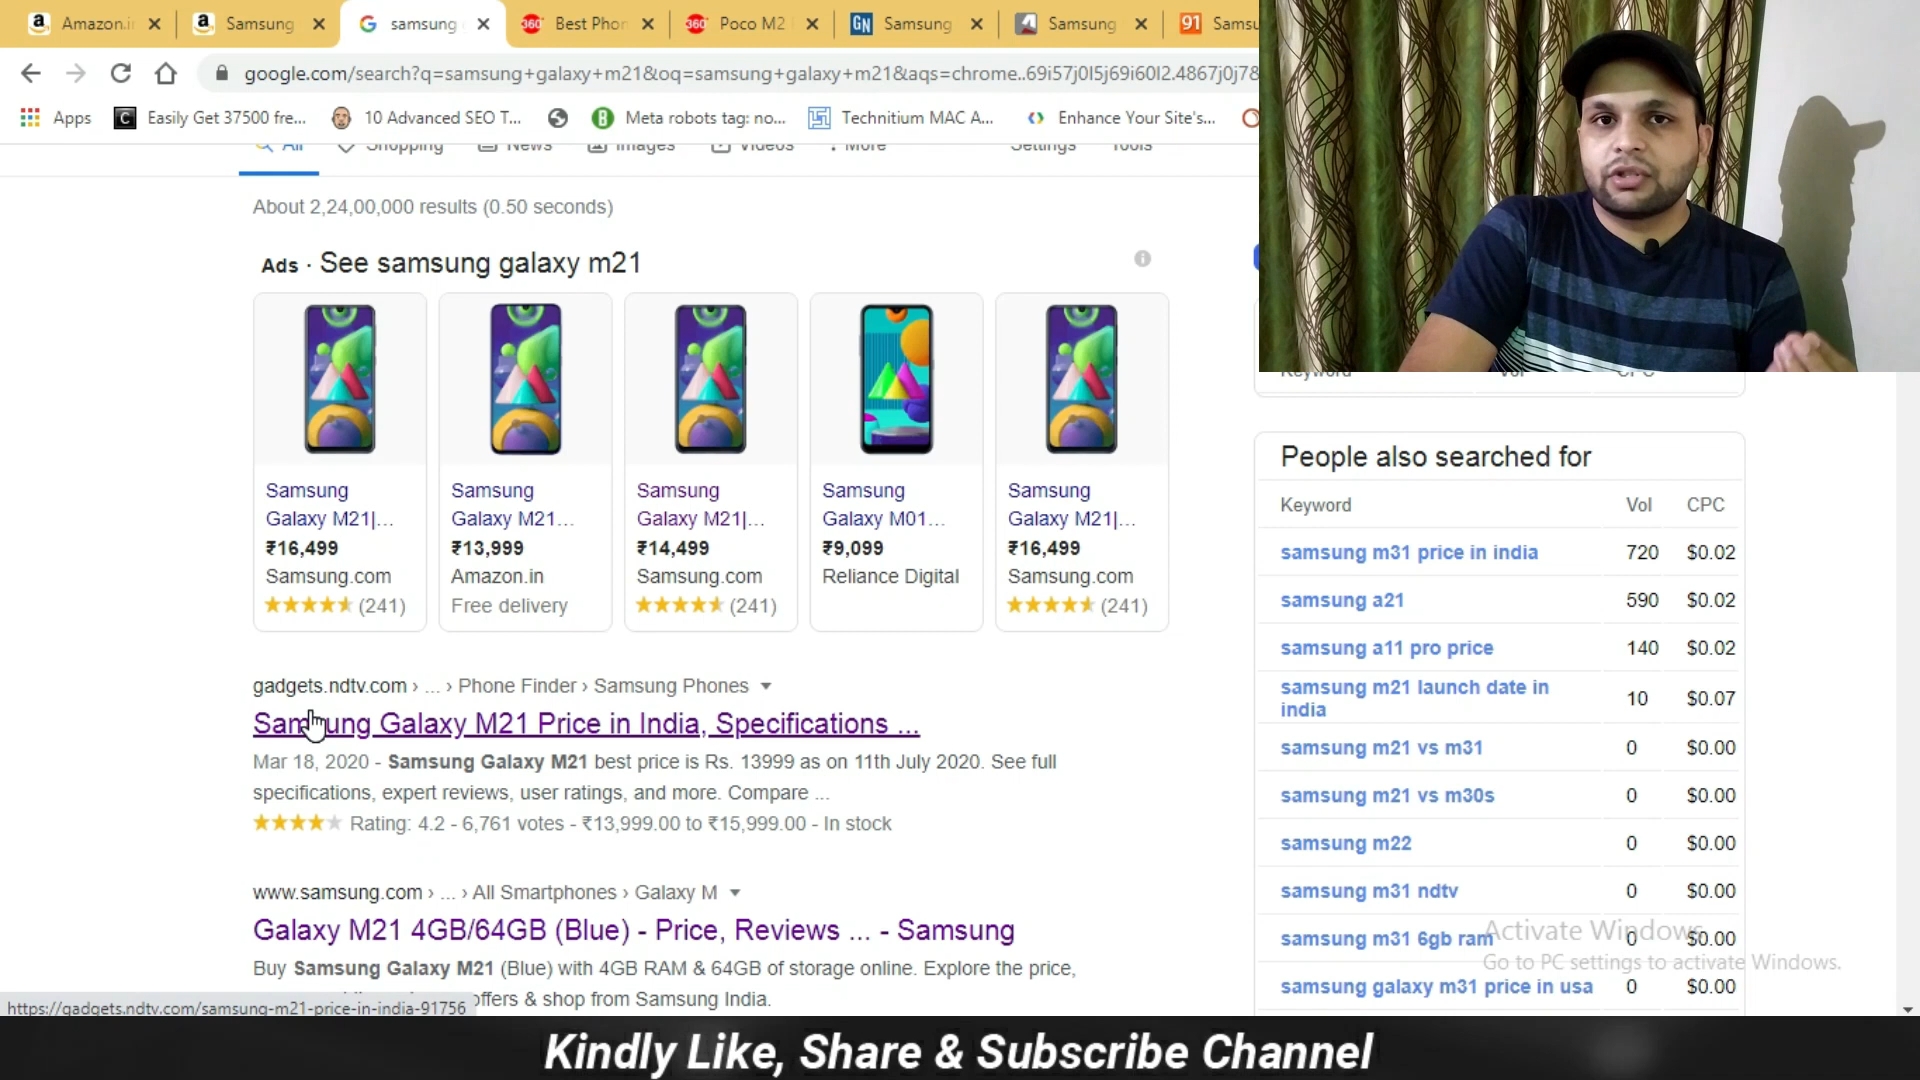 Amazon.i
Samsung
samsung
Best Phon
Poco M2
Samsung
Samsung
Samsu
google.com/search?q=samsung+galaxy+m21&oq=samsung+galaxy+m21&aqs=chrome..69i57j0l5j69i60l2.4867j0j78
Apps
Easily Get 37500 fre...
10 Advanced SEO T...
Meta robots tag: no...
Technitium MAC A...
Enhance Your Site's...
All
Shopping
News
Images
Videos
More
Settings
Tools
About 2,24,00,000 results (0.50 seconds)
Ads · See samsung galaxy m21
Samsung
Galaxy M21|...
₹16,499
Samsung.com
(241)
Samsung
Galaxy M21...
₹13,999
Amazon.in
Free delivery
Samsung
Galaxy M21|...
₹14,499
Samsung.com
(241)
Samsung
Galaxy M01...
₹9,099
Reliance Digital
Samsung
Galaxy M21|...
₹16,499
Samsung.com
(241)
gadgets.ndtv.com › ... › Phone Finder › Samsung Phones
Samsung Galaxy M21 Price in India, Specifications ...
Mar 18, 2020 - Samsung Galaxy M21 best price is Rs. 13999 as on 11th July 2020. See full
specifications, expert reviews, user ratings, and more. Compare ...
Rating: 4.2 - 6,761 votes - ₹13,999.00 to ₹15,999.00 - In stock
www.samsung.com › ... › All Smartphones › Galaxy M
Galaxy M21 4GB/64GB (Blue) - Price, Reviews ... - Samsung
Buy Samsung Galaxy M21 (Blue) with 4GB RAM & 64GB of storage online. Explore the price,
offers & shop from Samsung India.
https://gadgets.ndtv.com/samsung-m21-price-in-india-91756
Keyword Vol CPC
People also searched for
Keyword Vol CPC
samsung m31 price in india 720 $0.02
samsung a21 590 $0.02
samsung a11 pro price 140 $0.02
samsung m21 launch date in
india 10 $0.07
samsung m21 vs m31 0 $0.00
samsung m21 vs m30s 0 $0.00
samsung m22 0 $0.00
samsung m31 ndtv 0 $0.00
samsung m31 6gb ram 0 $0.00
samsung galaxy m31 price in usa 0 $0.00
Activate Windows
Go to PC settings to activate Windows.
Kindly Like, Share & Subscribe Channel